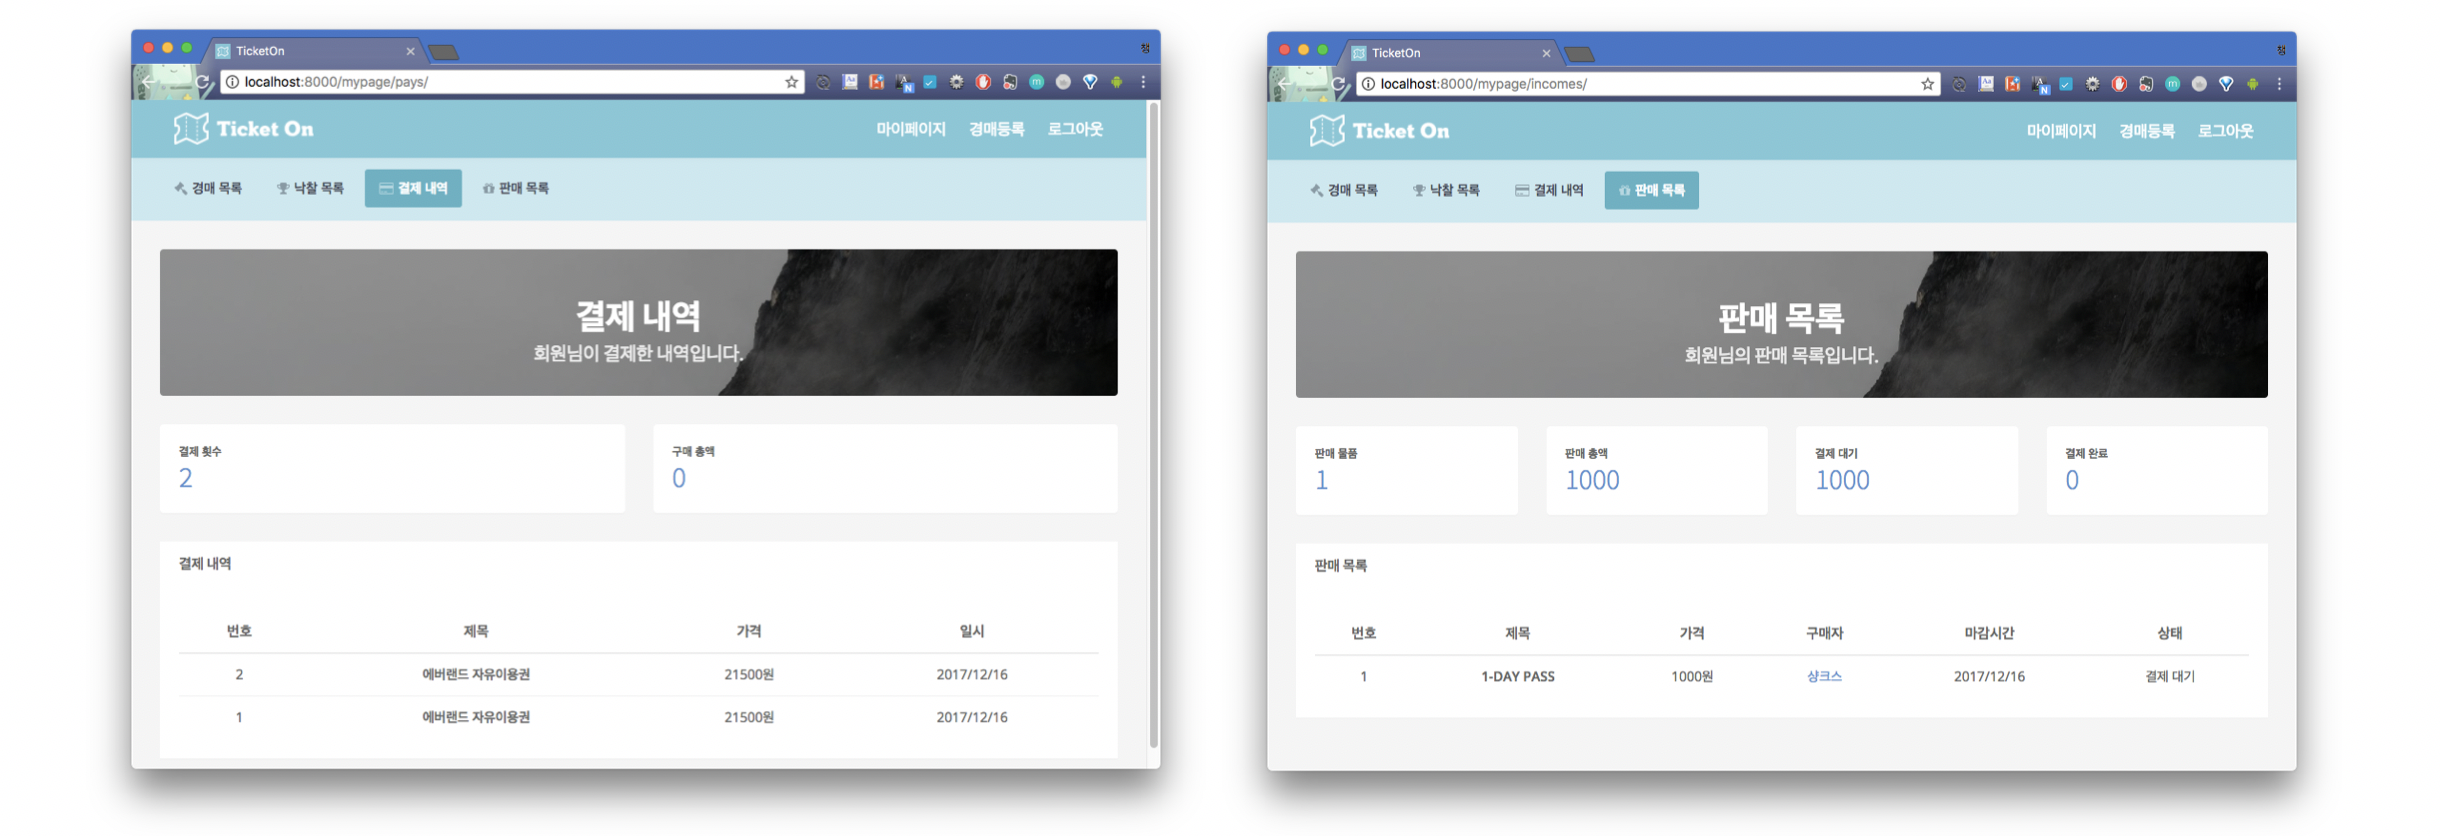 TicketOn
localhost:8000/mypage/pays/
Ticket On
마이페이지 경매등록 로그아웃
경매 목록 낙찰 목록 결제 내역 판매 목록
결제 내역
회원님이 결제한 내역입니다.
결제 횟수
2
구매 총액
0
결제 내역
번호 제목 가격 일시
2 에버랜드 자유이용권 21500원 2017/12/16
1 에버랜드 자유이용권 21500원 2017/12/16
TicketOn
localhost:8000/mypage/incomes/
Ticket On
마이페이지 경매등록 로그아웃
경매 목록 낙찰 목록 결제 내역 판매 목록
판매 목록
회원님의 판매 목록입니다.
판매 물품
1
판매 총액
1000
결제 대기
1000
결제 완료
0
판매 목록
번호 제목 가격 구매자 마감시간 상태
1 1-DAY PASS 1000원 샹크스 2017/12/16 결제 대기